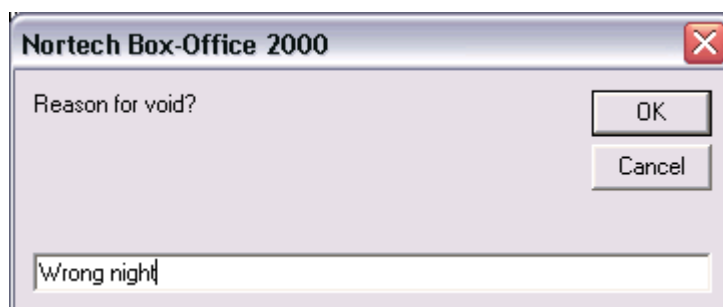 Nortech Box-Office 2000
Reason for void?
OK
Cancel
Wrong night